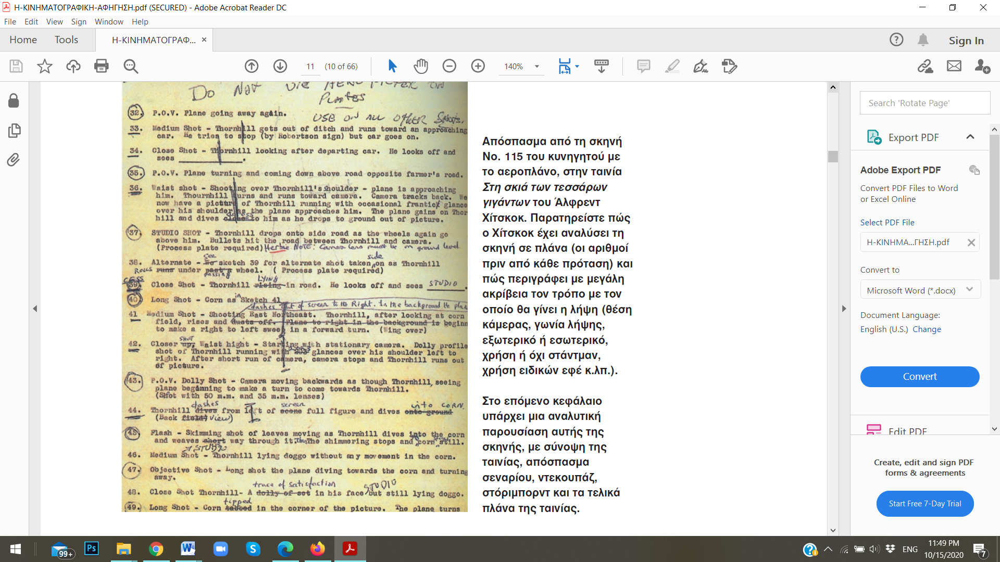 Η-ΚΙΝΗΜΑΤΟΓΡΑΦΙΚΗ-ΑΦΗΓΗΣΗ.pdf (SECURED) - Adobe Acrobat Reader DC
File Edit View Sign Window Help
Home Tools Η-ΚΙΝΗΜΑΤΟΓΡΑΦ... × Sign In
11 (10 of 66) 140%
Do Not Use
Plates
32. P.O.V. Plane going away again.
USE ON ALL OTHER Shots.
33. Medium Shot - Thornhill gets out of ditch and runs toward an approaching
car. He tries to stop (by Robertson sign) but car goes on.
34. Close Shot - Thornhill looking after departing car. He looks off and
sees ____________.
35. P.O.V. Plane turning and coming down above road opposite farmer's road.
36. Waist shot - Shooting over Thornhill's shoulder - plane is approaching
him. Thournhill turns and runs toward camera. Camera tracks back. We
now have a picture of Thornhill running with occasional frantic glance
over his shoulder as the plane approaches him. The plane gains on Thor
hill and dives close to him as he drops to ground out of picture.
37. STUDIO SHOT - Thornhill drops onto side road as the wheels again go
above him. Bullets hit the road between Thornhill and camera.
(Process plate required) Herbie NOTE: Camera lens must be on ground level
see side
38. Alternate - We sketch 39 for alternate shot taken on as Thornhill
Rolls runs under past a wheel. ( Process plate required)
passing
LYING
39. Close Shot - Thornhill rising in road. He looks off and sees STUDIO.
in
40. Long Shot - Corn as Sketch 41
dashes out of screen to the Right. In the background the plane
41 Medium Shot - Shooting East Northeast. Thornhill, after looking at corn
field, rises and dusts off. Plane to right in the background is beginn
to make a right to left sweep in a forward turn. (Wing over)
SHOT
42. Closer up, Waist hight - Starting with stationary camera. Dolly profile
shot of Thornhill running with glances over his shoulder left to
right. After short run of camera, camera stops and Thornhill runs out
of picture.
43. P.O.V. Dolly Shot - Camera moving backwards as though Thornhill, seeing
plane beginning to make a turn to come towards Thornhill.
(Shot with 50 m.m. and 35 m.m. lenses)
dashes screen into CORN.
44. Thornhill dives from left of scene full figure and dives onto ground
(Back field) View)
45. Flash - Skimming shot of leaves moving as Thornhill dives into the corn
and weaves short way through it. The shimmering stops and corn still.
STUDIO
46. Medium Shot - Thornhill lying doggo without any movement in the corn.
47. Objective Shot - Long shot the plane diving towards the corn and turning
away.
trace of satisfaction STUDIO
48. Close Shot Thornhill- A dolly of set in his face but still lying doggo.
tipped
49. Long Shot - Corn tabbed in the corner of the picture. The plane turns
Απόσπασμα από τη σκηνή
Νο. 115 του κυνηγητού με
το αεροπλάνο, στην ταινία
Στη σκιά των τεσσάρων
γιγάντων του Άλφρεντ
Χίτσκοκ. Παρατηρείστε πώς
ο Χίτσκοκ έχει αναλύσει τη
σκηνή σε πλάνα (οι αριθμοί
πριν από κάθε πρόταση) και
πώς περιγράφει με μεγάλη
ακρίβεια τον τρόπο με τον
οποίο θα γίνει η λήψη (θέση
κάμερας, γωνία λήψης,
εξωτερικό ή εσωτερικό,
χρήση ή όχι στάντμαν,
χρήση ειδικών εφέ κ.λπ.).
Στο επόμενο κεφάλαιο
υπάρχει μια αναλυτική
παρουσίαση αυτής της
σκηνής, με σύνοψη της
ταινίας, απόσπασμα
σεναρίου, ντεκουπάζ,
στόριμπορντ και τα τελικά
πλάνα της ταινίας.
Search 'Rotate Page'
Export PDF
Adobe Export PDF
Convert PDF Files to Word
or Excel Online
Select PDF File
Η-ΚΙΝΗΜΑ...ΓΗΣΗ.pdf
Convert to
Microsoft Word (*.docx)
Document Language:
English (U.S.) Change
Convert
Edit PDF
Create, edit and sign PDF
forms & agreements
Start Free 7-Day Trial
99+
Ps
ENG
11:49 PM
10/15/2020
7